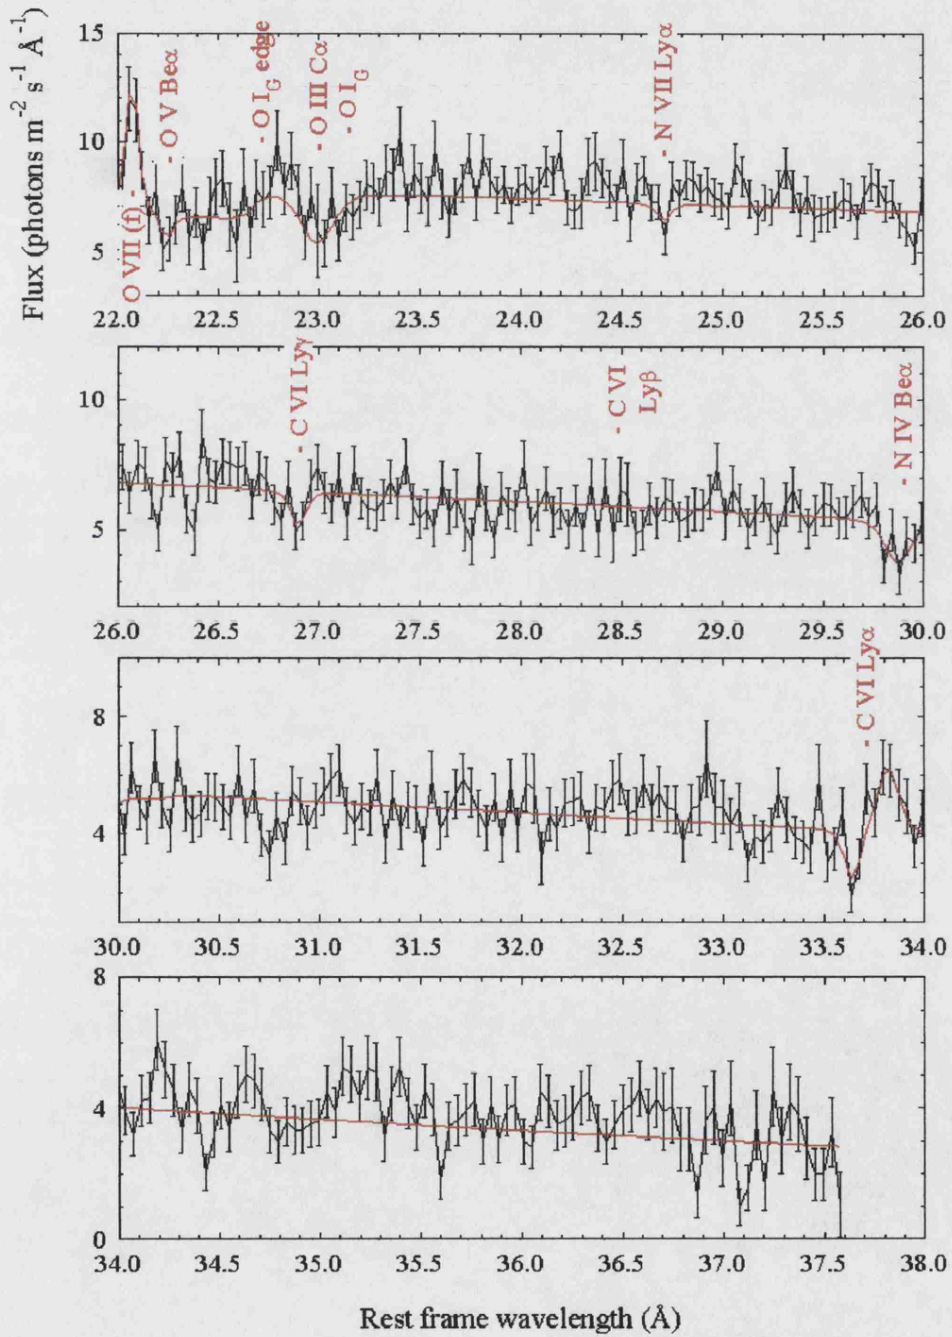 Flux (photons m⁻² s⁻¹ Å⁻¹)
15
10
5
O VII (f)
- O V Beα
- O I_G edge
- O III Cα
- O I_G
- N VII Lyα
22.0 22.5 23.0 23.5 24.0 24.5 25.0 25.5 26.0
10
5
- C VI Lyγ
- C VI
Lyβ
- N IV Beα
26.0 26.5 27.0 27.5 28.0 28.5 29.0 29.5 30.0
8
4
- C VI Lyα
30.0 30.5 31.0 31.5 32.0 32.5 33.0 33.5 34.0
8
4
0
34.0 34.5 35.0 35.5 36.0 36.5 37.0 37.5 38.0
Rest frame wavelength (Å)